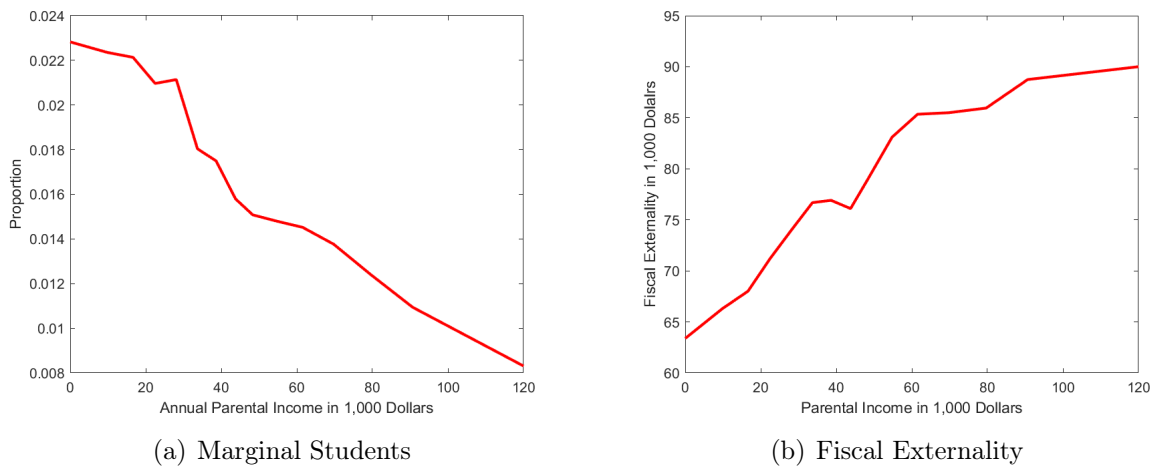 0.024
0.022
0.02
0.018
0.016
0.014
0.012
0.01
0.008
Proportion
0 20 40 60 80 100 120
Annual Parental Income in 1,000 Dollars
(a) Marginal Students
95
90
85
80
75
70
65
60
Fiscal Externality in 1,000 Dolalrs
0 20 40 60 80 100 120
Parental Income in 1,000 Dollars
(b) Fiscal Externality